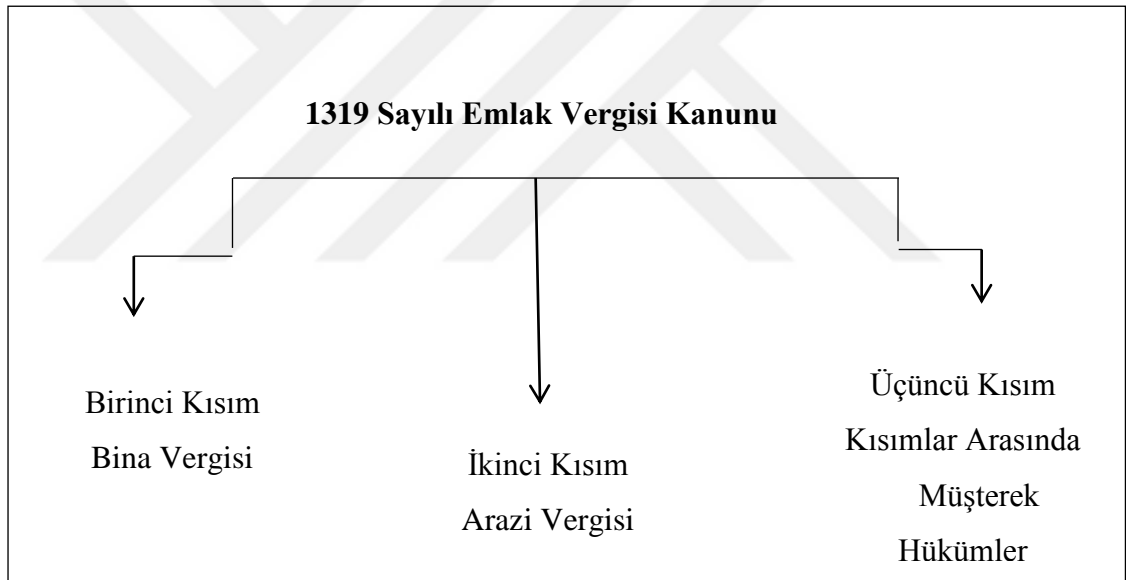 1319 Sayılı Emlak Vergisi Kanunu
Birinci Kısım
Bina Vergisi
İkinci Kısım
Arazi Vergisi
Üçüncü Kısım
Kısımlar Arasında
Müşterek
Hükümler